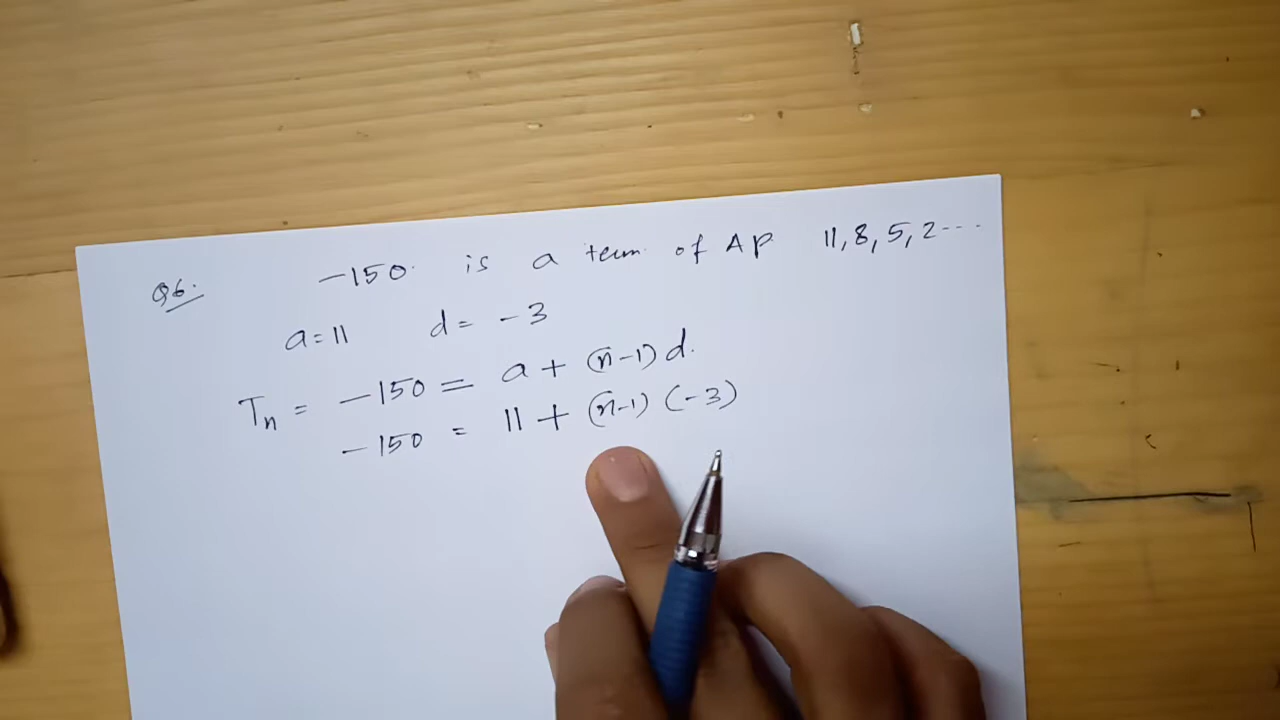 Q6. -150 is a term of AP 11, 8, 5, 2 ...
a = 11 d = -3
Tn = -150 = a + (n-1) d.
-150 = 11 + (n-1) (-3)